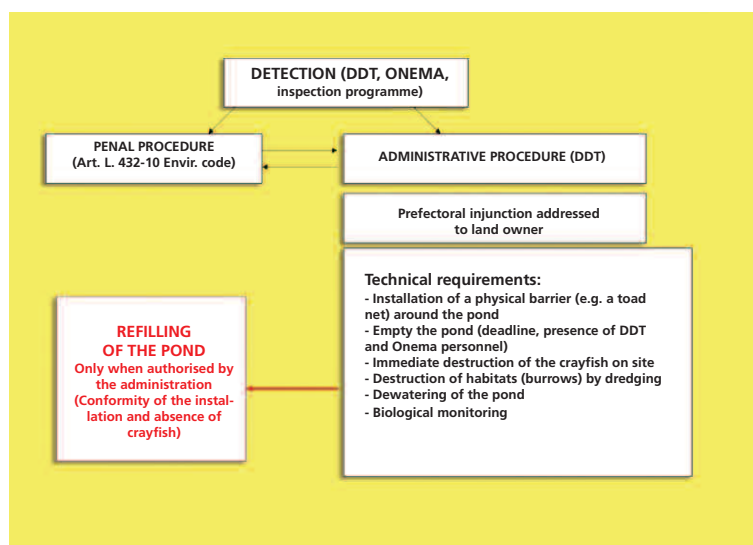 DETECTION (DDT, ONEMA,
inspection programme)
PENAL PROCEDURE
(Art. L. 432-10 Envir. code)
ADMINISTRATIVE PROCEDURE (DDT)
Prefectoral injunction addressed
to land owner
Technical requirements:
- Installation of a physical barrier (e.g. a toad
net) around the pond
- Empty the pond (deadline, presence of DDT
and Onema personnel)
- Immediate destruction of the crayfish on site
- Destruction of habitats (burrows) by dredging
- Dewatering of the pond
- Biological monitoring
REFILLING
OF THE POND
Only when authorised by
the administration
(Conformity of the instal-
lation and absence of
crayfish)